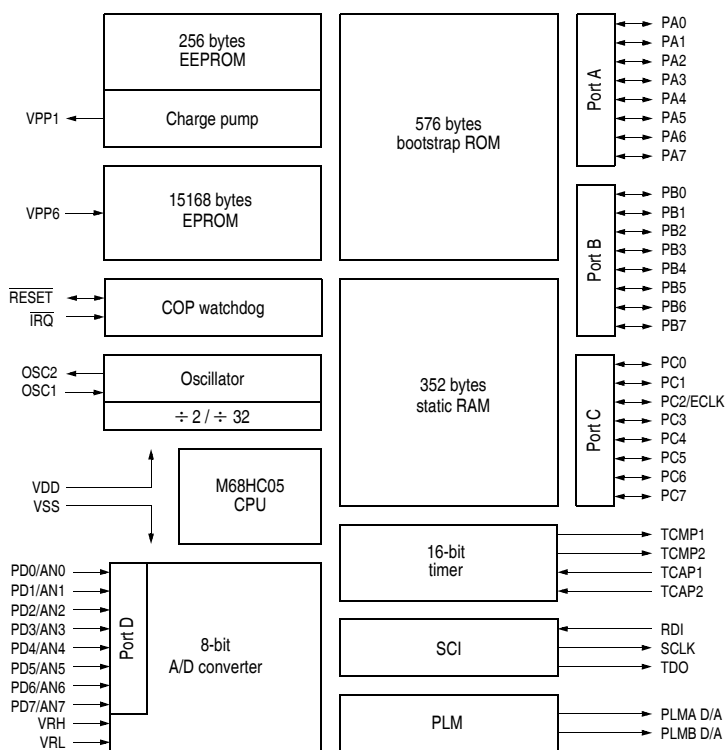 256 bytes
EEPROM
Charge pump
VPP1
15168 bytes
EPROM
VPP6
COP watchdog
RESET
IRQ
Oscillator
÷ 2 / ÷ 32
OSC2
OSC1
VDD
VSS
M68HC05
CPU
PD0/AN0
PD1/AN1
PD2/AN2
PD3/AN3
PD4/AN4
PD5/AN5
PD6/AN6
PD7/AN7
VRH
VRL
Port D
8-bit
A/D converter
576 bytes
bootstrap ROM
352 bytes
static RAM
16-bit
timer
SCI
PLM
Port A
PA0
PA1
PA2
PA3
PA4
PA5
PA6
PA7
Port B
PB0
PB1
PB2
PB3
PB4
PB5
PB6
PB7
Port C
PC0
PC1
PC2/ECLK
PC3
PC4
PC5
PC6
PC7
TCMP1
TCMP2
TCAP1
TCAP2
RDI
SCLK
TDO
PLMA D/A
PLMB D/A